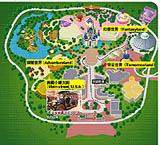 幻想世界 (Fantasyland)
探險世界 (Adventureland)
明日世界 (Tomorrowland)
美國小鎮大街
(Main street, U.S.A.)